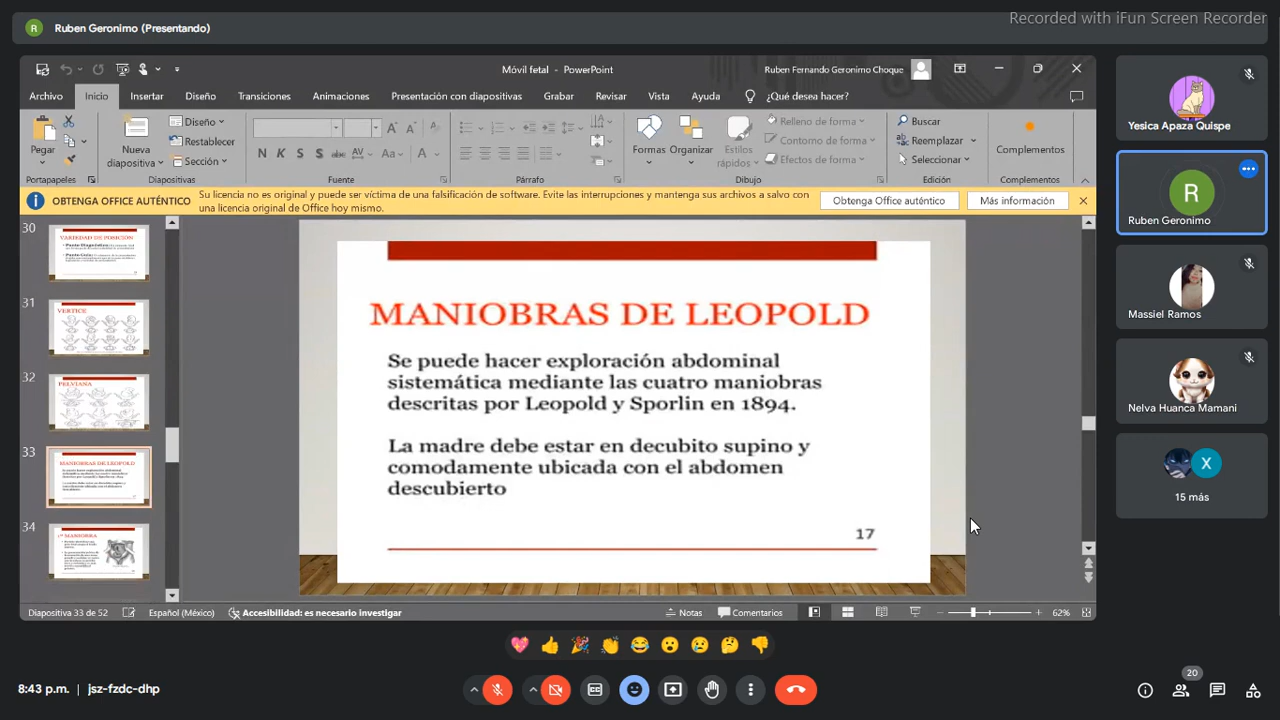 Recorded with iFun Screen Recorder
R Ruben Geronimo (Presentando)
Móvil fetal - PowerPoint
Ruben Fernando Geronimo Choque
Archivo Inicio Insertar Diseño Transiciones Animaciones Presentación con diapositivas Grabar Revisar Vista Ayuda ¿Qué desea hacer?
Pegar
Nueva diapositiva
Diseño
Restablecer
Sección
N K S S abc AV Aa A
Formas
Organizar
Estilos rápidos
Relleno de forma
Contorno de forma
Efectos de forma
Buscar
Reemplazar
Seleccionar
Complementos
Portapapeles Diapositivas Fuente Párrafo Dibujo Edición Complementos
OBTENGA OFFICE AUTÉNTICO Su licencia no es original y puede ser víctima de una falsificación de software. Evite las interrupciones y mantenga sus archivos a salvo con
una licencia original de Office hoy mismo.
Obtenga Office auténtico
Más información
30
VARIEDAD DE POSICIÓN
31
VERTICE
32
PELVIANA
33
MANIOBRAS DE LEOPOLD
34
1ª MANIOBRA
MANIOBRAS DE LEOPOLD
Se puede hacer exploración abdominal
sistemática mediante las cuatro maniobras
descritas por Leopold y Sporlin en 1894.
La madre debe estar en decubito supino y
comodamente ubicada con el abdomen
descubierto
17
Diapositiva 33 de 52 Español (México) Accesibilidad: es necesario investigar Notas Comentarios 62%
Yesica Apaza Quispe
R
Ruben Geronimo
Massiel Ramos
Nelva Huanca Mamani
X
15 más
8:43 p.m. | jsz-fzdc-dhp
20